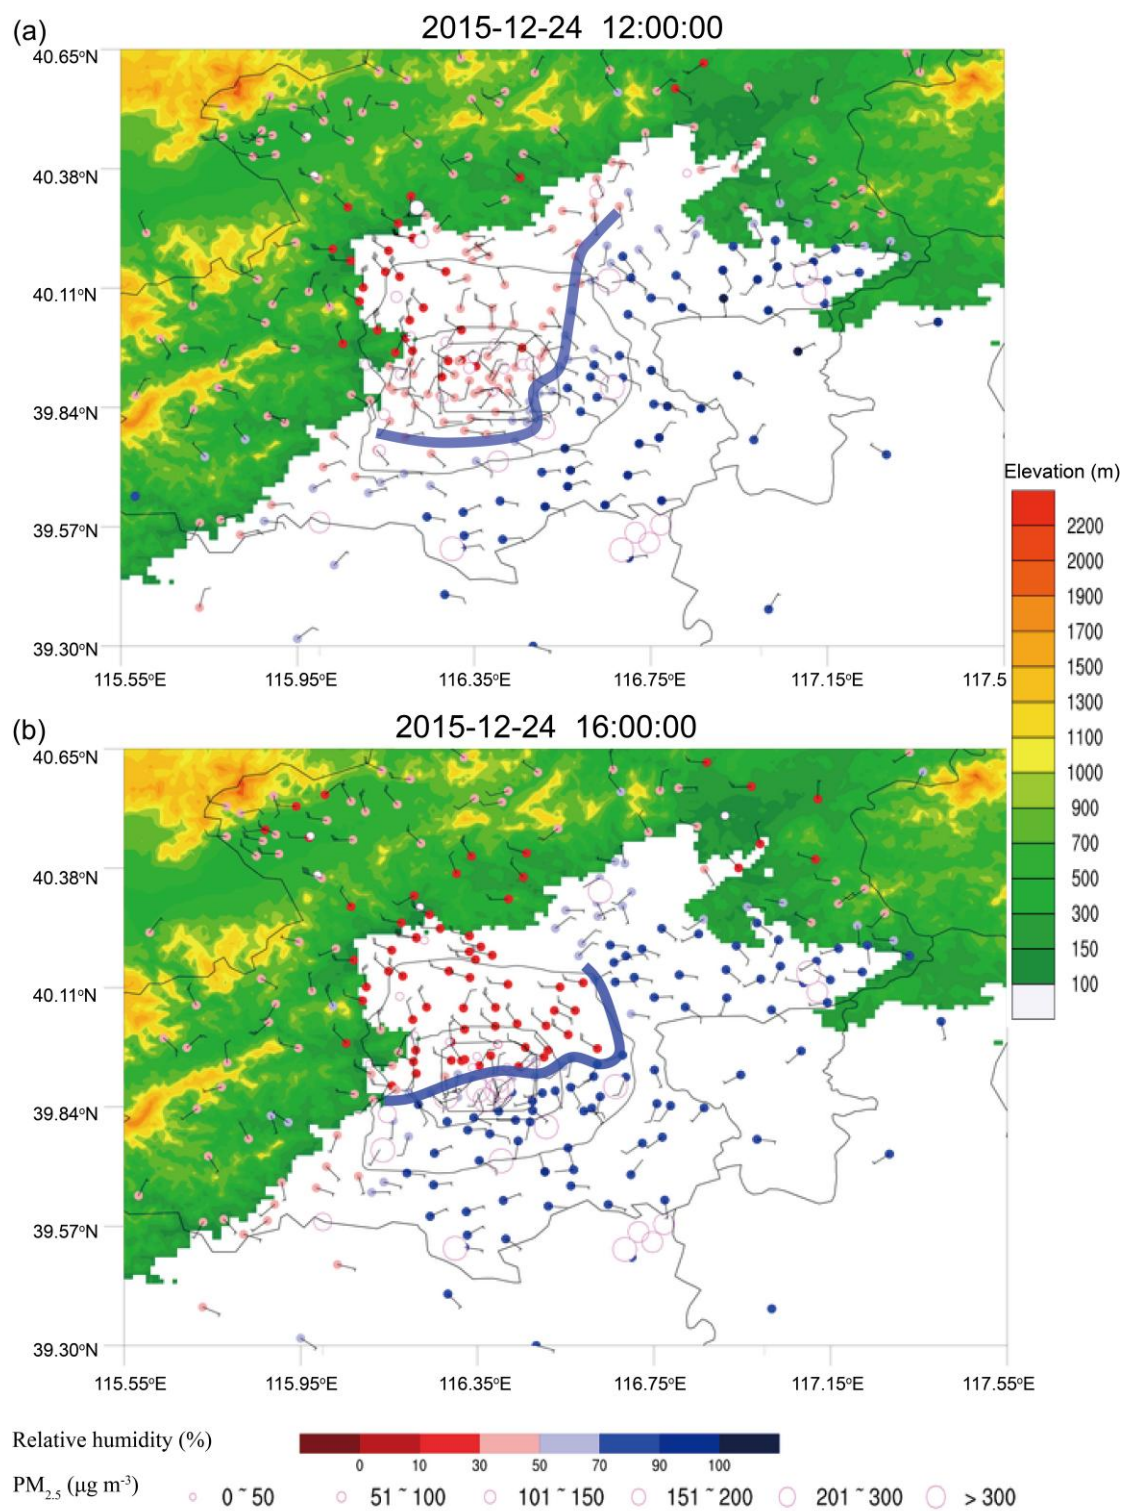 (a)
2015-12-24 12:00:00
40.65°N
40.38°N
40.11°N
39.84°N
39.57°N
39.30°N
115.55°E 115.95°E 116.35°E 116.75°E 117.15°E 117.5
Elevation (m)
2200
2000
1900
1700
1500
1300
1100
1000
900
700
500
300
150
100
(b)
2015-12-24 16:00:00
40.65°N
40.38°N
40.11°N
39.84°N
39.57°N
39.30°N
115.55°E 115.95°E 116.35°E 116.75°E 117.15°E 117.55°E
Relative humidity (%)
0 10 30 50 70 90 100
PM2.5 (μg m-3) 0 ~ 50 51 ~ 100 101 ~ 150 151 ~ 200 201 ~ 300 > 300